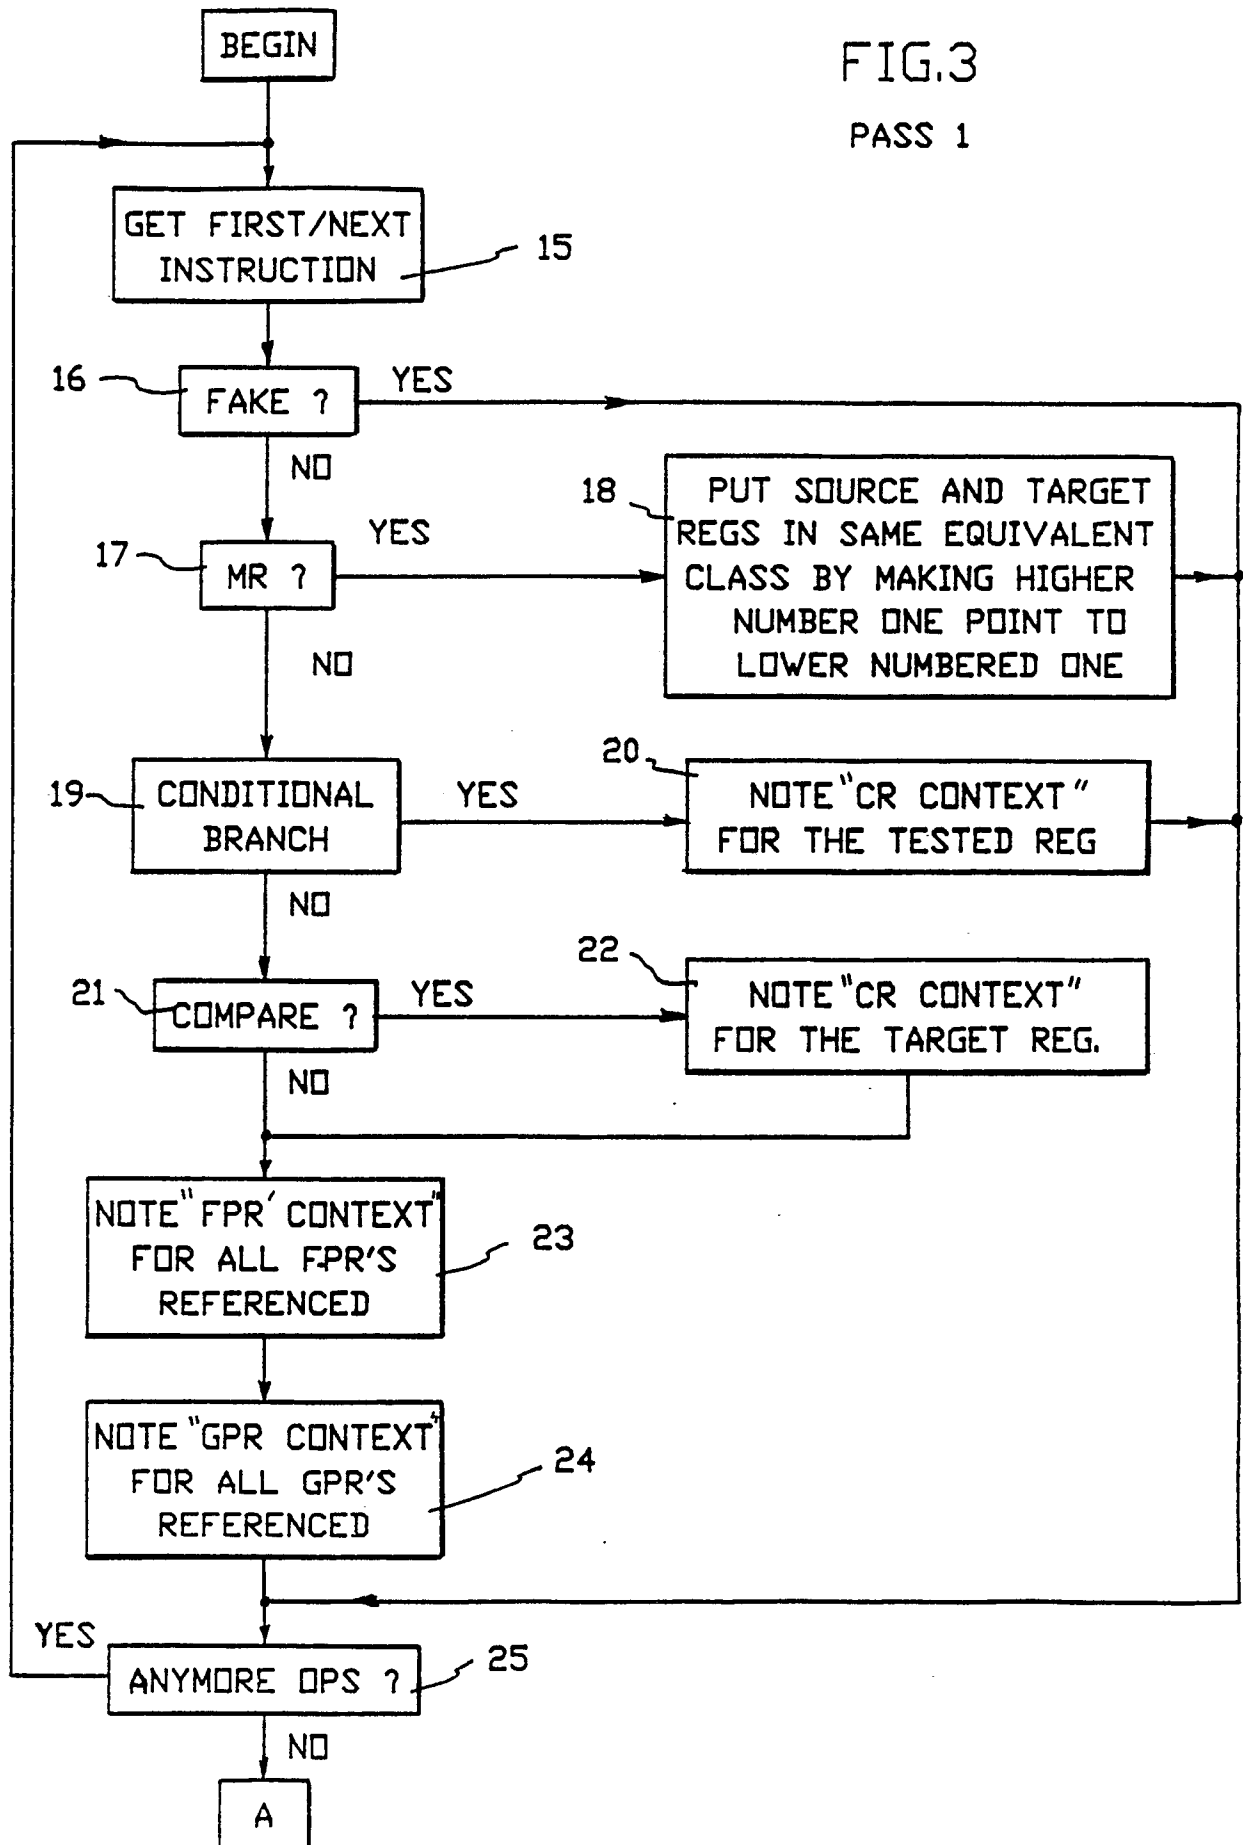 BEGIN
FIG.3
PASS 1
GET FIRST/NEXT
INSTRUCTION
15
16
FAKE ?
YES
NO
17
MR ?
YES
18
PUT SOURCE AND TARGET
REGS IN SAME EQUIVALENT
CLASS BY MAKING HIGHER
NUMBER ONE POINT TO
LOWER NUMBERED ONE
NO
19
CONDITIONAL
BRANCH
YES
20
NOTE "CR CONTEXT"
FOR THE TESTED REG
NO
21
COMPARE ?
YES
22
NOTE "CR CONTEXT"
FOR THE TARGET REG.
NO
NOTE "FPR' CONTEXT"
FOR ALL FPR'S
REFERENCED
23
NOTE "GPR CONTEXT"
FOR ALL GPR'S
REFERENCED
24
YES
ANYMORE OPS ?
25
NO
A